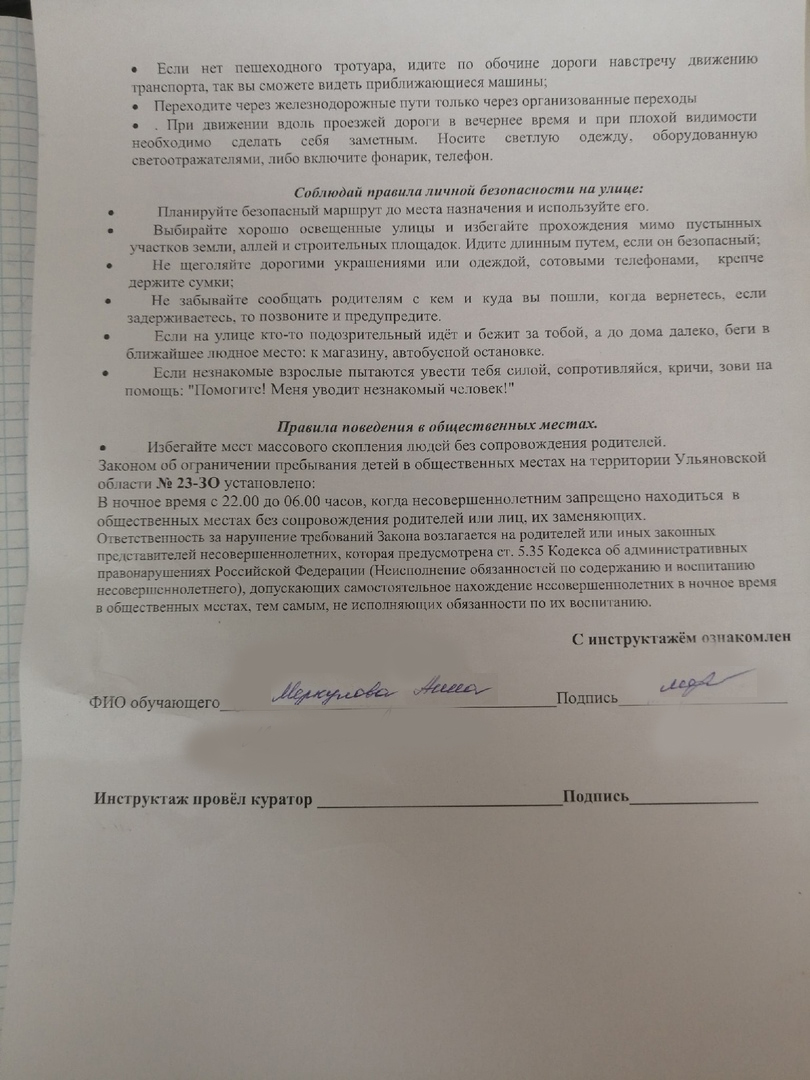 • Если нет пешеходного тротуара, идите по обочине дороги навстречу движению
транспорта, так вы сможете видеть приближающиеся машины;
• Переходите через железнодорожные пути только через организованные переходы
• . При движении вдоль проезжей дороги в вечернее время и при плохой видимости
необходимо сделать себя заметным. Носите светлую одежду, оборудованную
светоотражателями, либо включите фонарик, телефон.
Соблюдай правила личной безопасности на улице:
• Планируйте безопасный маршрут до места назначения и используйте его.
• Выбирайте хорошо освещенные улицы и избегайте прохождения мимо пустынных
участков земли, аллей и строительных площадок. Идите длинным путем, если он безопасный;
• Не щеголяйте дорогими украшениями или одеждой, сотовыми телефонами, крепче
держите сумки;
• Не забывайте сообщать родителям с кем и куда вы пошли, когда вернетесь, если
задерживаетесь, то позвоните и предупредите.
• Если на улице кто-то подозрительный идёт и бежит за тобой, а до дома далеко, беги в
ближайшее людное место: к магазину, автобусной остановке.
• Если незнакомые взрослые пытаются увести тебя силой, сопротивляйся, кричи, зови на
помощь: "Помогите! Меня уводит незнакомый человек!"
Правила поведения в общественных местах.
• Избегайте мест массового скопления людей без сопровождения родителей.
Законом об ограничении пребывания детей в общественных местах на территории Ульяновской
области № 23-ЗО установлено:
В ночное время с 22.00 до 06.00 часов, когда несовершеннолетним запрещено находиться в
общественных местах без сопровождения родителей или лиц, их заменяющих.
Ответственность за нарушение требований Закона возлагается на родителей или иных законных
представителей несовершеннолетних, которая предусмотрена ст. 5.35 Кодекса об административных
правонарушениях Российской Федерации (Неисполнение обязанностей по содержанию и воспитанию
несовершеннолетнего), допускающих самостоятельное нахождение несовершеннолетних в ночное время
в общественных местах, тем самым, не исполняющих обязанности по их воспитанию.
С инструктажём ознакомлен
ФИО обучающего Меркулова Анна Подпись
Инструктаж провёл куратор Подпись